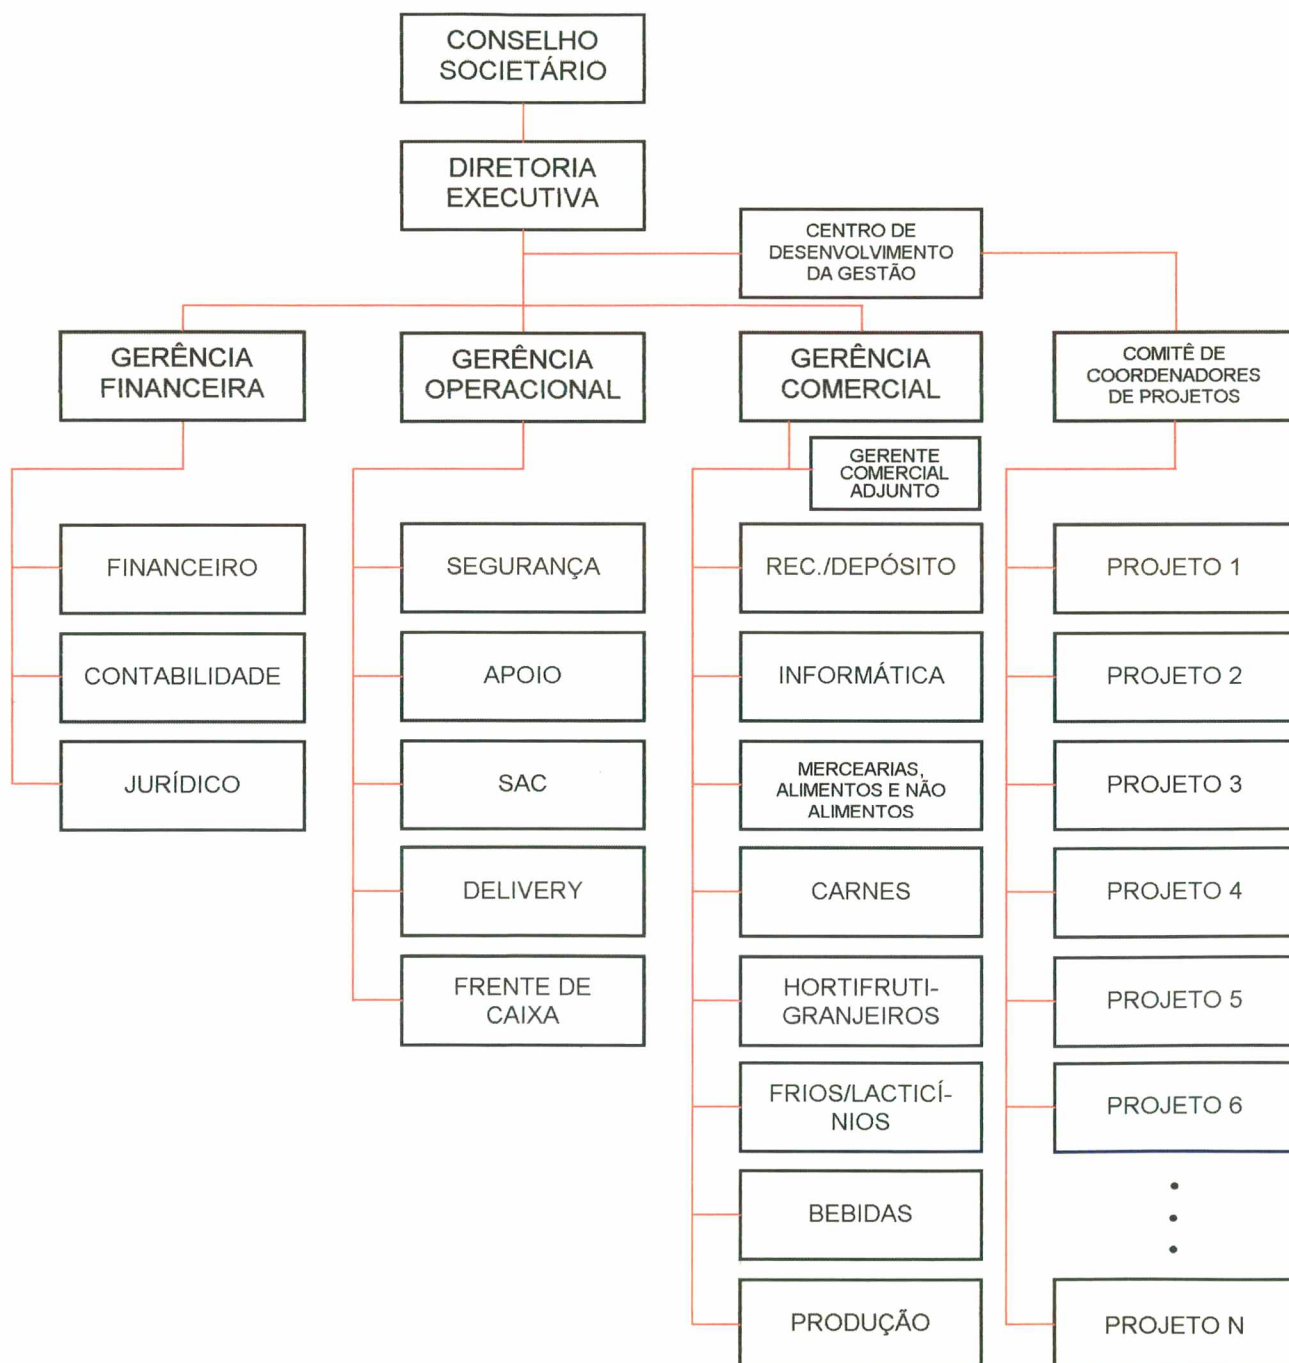 CONSELHO
SOCIETÁRIO
DIRETORIA
EXECUTIVA
CENTRO DE
DESENVOLVIMENTO
DA GESTÃO
GERÊNCIA
FINANCEIRA
GERÊNCIA
OPERACIONAL
GERÊNCIA
COMERCIAL
COMITÊ DE
COORDENADORES
DE PROJETOS
GERENTE
COMERCIAL
ADJUNTO
FINANCEIRO
CONTABILIDADE
JURÍDICO
SEGURANÇA
APOIO
SAC
DELIVERY
FRENTE DE
CAIXA
REC./DEPÓSITO
INFORMÁTICA
MERCEARIAS,
ALIMENTOS E NÃO
ALIMENTOS
CARNES
HORTIFRUTI-
GRANJEIROS
FRIOS/LACTICÍ-
NIOS
BEBIDAS
PRODUÇÃO
PROJETO 1
PROJETO 2
PROJETO 3
PROJETO 4
PROJETO 5
PROJETO 6
PROJETO N